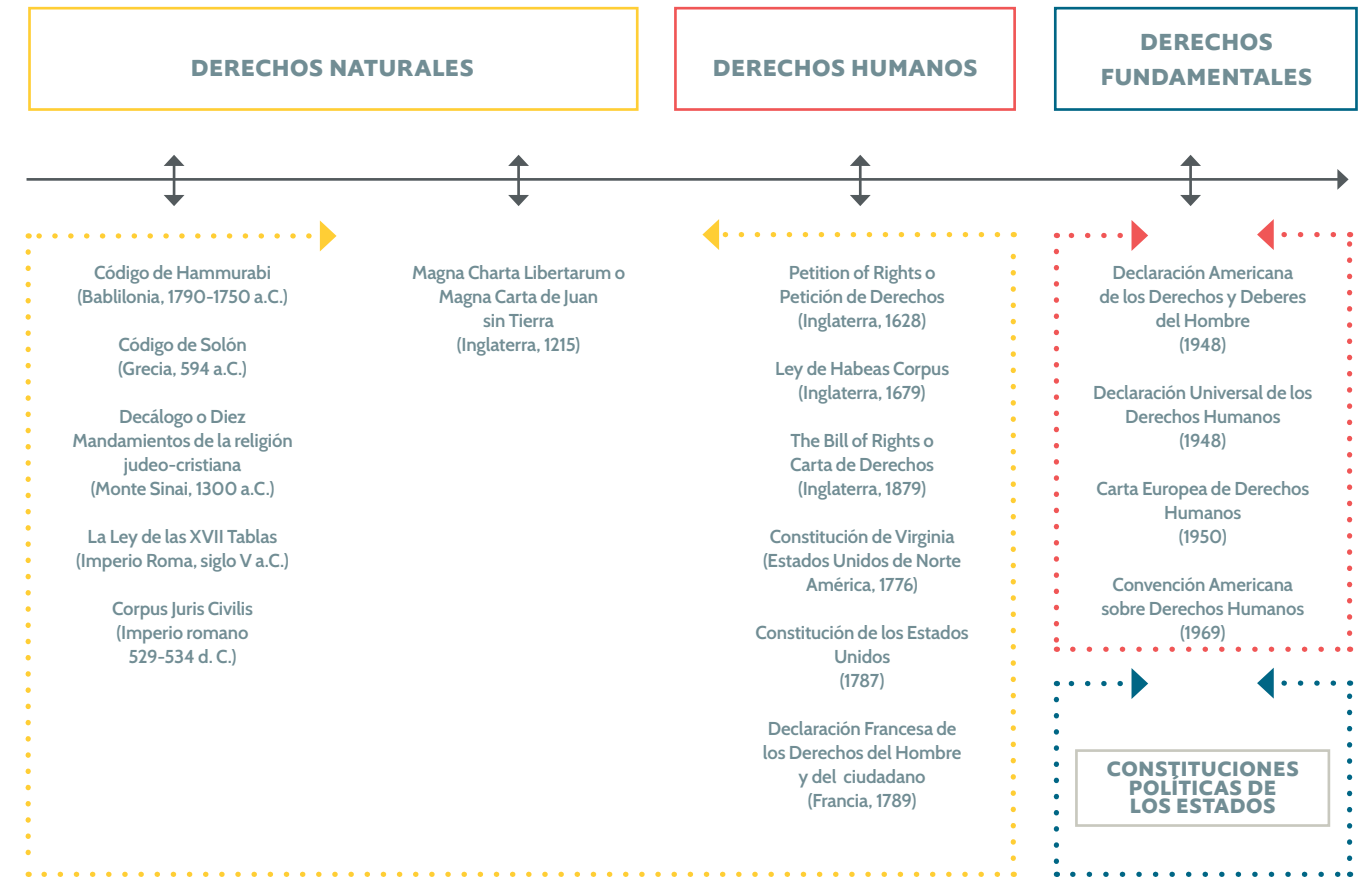 DERECHOS NATURALES
DERECHOS HUMANOS
DERECHOS
FUNDAMENTALES
Código de Hammurabi
(Bablilonia, 1790-1750 a.C.)
Código de Solón
(Grecia, 594 a.C.)
Decálogo o Diez
Mandamientos de la religión
judeo-cristiana
(Monte Sinai, 1300 a.C.)
La Ley de las XVII Tablas
(Imperio Roma, siglo V a.C.)
Corpus Juris Civilis
(Imperio romano
529-534 d. C.)
Magna Charta Libertarum o
Magna Carta de Juan
sin Tierra
(Inglaterra, 1215)
Petition of Rights o
Petición de Derechos
(Inglaterra, 1628)
Ley de Habeas Corpus
(Inglaterra, 1679)
The Bill of Rights o
Carta de Derechos
(Inglaterra, 1879)
Constitución de Virginia
(Estados Unidos de Norte
América, 1776)
Constitución de los Estados
Unidos
(1787)
Declaración Francesa de
los Derechos del Hombre
y del ciudadano
(Francia, 1789)
Declaración Americana
de los Derechos y Deberes
del Hombre
(1948)
Declaración Universal de los
Derechos Humanos
(1948)
Carta Europea de Derechos
Humanos
(1950)
Convención Americana
sobre Derechos Humanos
(1969)
CONSTITUCIONES
POLÍTICAS DE
LOS ESTADOS